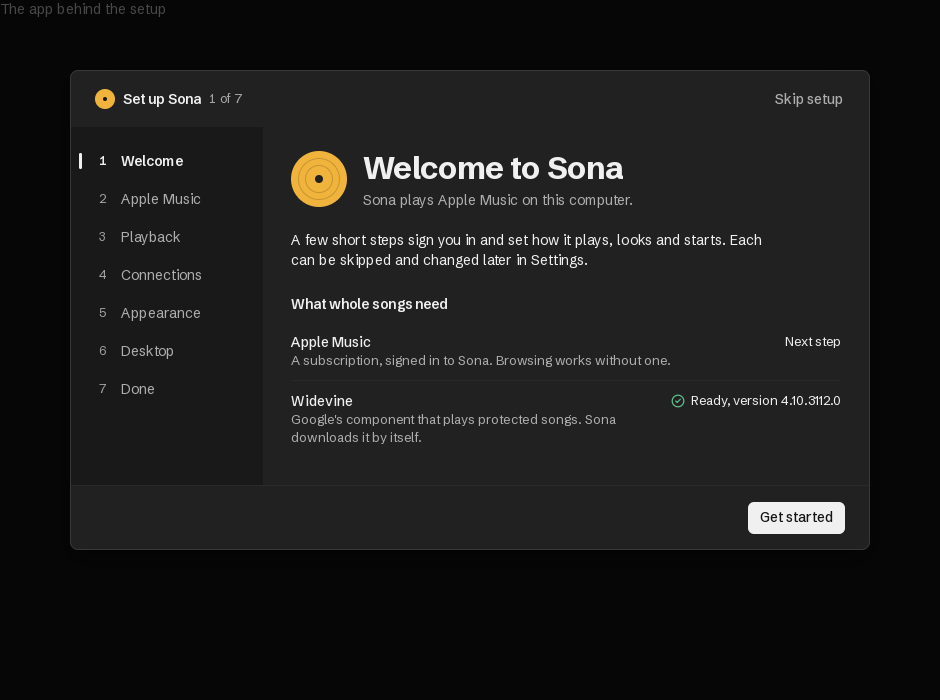 The app behind the setup
Set up Sona 1 of 7
Skip setup
1 Welcome
2 Apple Music
3 Playback
4 Connections
5 Appearance
6 Desktop
7 Done
Welcome to Sona
Sona plays Apple Music on this computer.
A few short steps sign you in and set how it plays, looks and starts. Each
can be skipped and changed later in Settings.
What whole songs need
Apple Music
Next step
A subscription, signed in to Sona. Browsing works without one.
Widevine
Ready, version 4.10.3112.0
Google's component that plays protected songs. Sona
downloads it by itself.
Get started